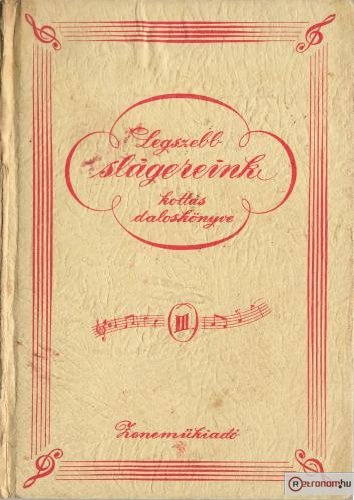 Legszebb
slágereink
kottás
daloskönyve
III
Zeneműkiadó
Retronom.hu